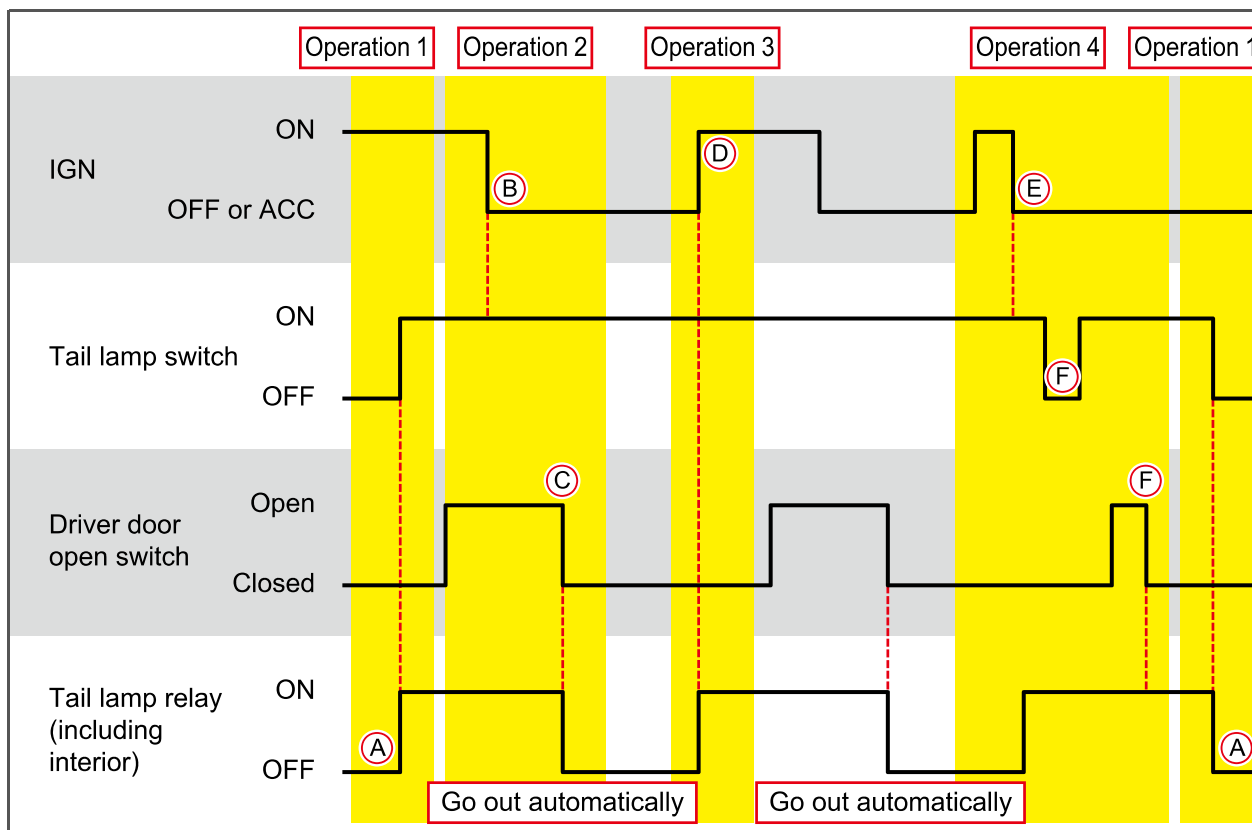 Operation 1
Operation 2
Operation 3
Operation 4
Operation 1
IGN
ON
OFF or ACC
B
D
E
Tail lamp switch
ON
OFF
F
Driver door
open switch
Open
Closed
C
F
Tail lamp relay
(including
interior)
ON
OFF
A
A
Go out automatically
Go out automatically